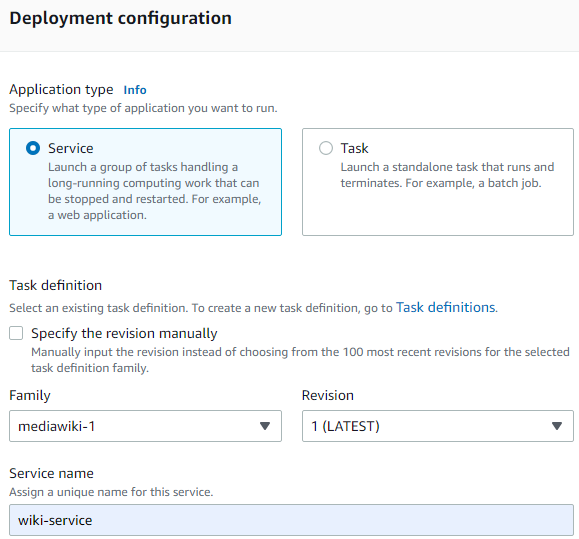 Deployment configuration
Application type Info
Specify what type of application you want to run.
Service
Launch a group of tasks handling a
long-running computing work that can
be stopped and restarted. For example,
a web application.
Task
Launch a standalone task that runs and
terminates. For example, a batch job.
Task definition
Select an existing task definition. To create a new task definition, go to Task definitions.
Specify the revision manually
Manually input the revision instead of choosing from the 100 most recent revisions for the selected
task definition family.
Family
mediawiki-1
Revision
1 (LATEST)
Service name
Assign a unique name for this service.
wiki-service